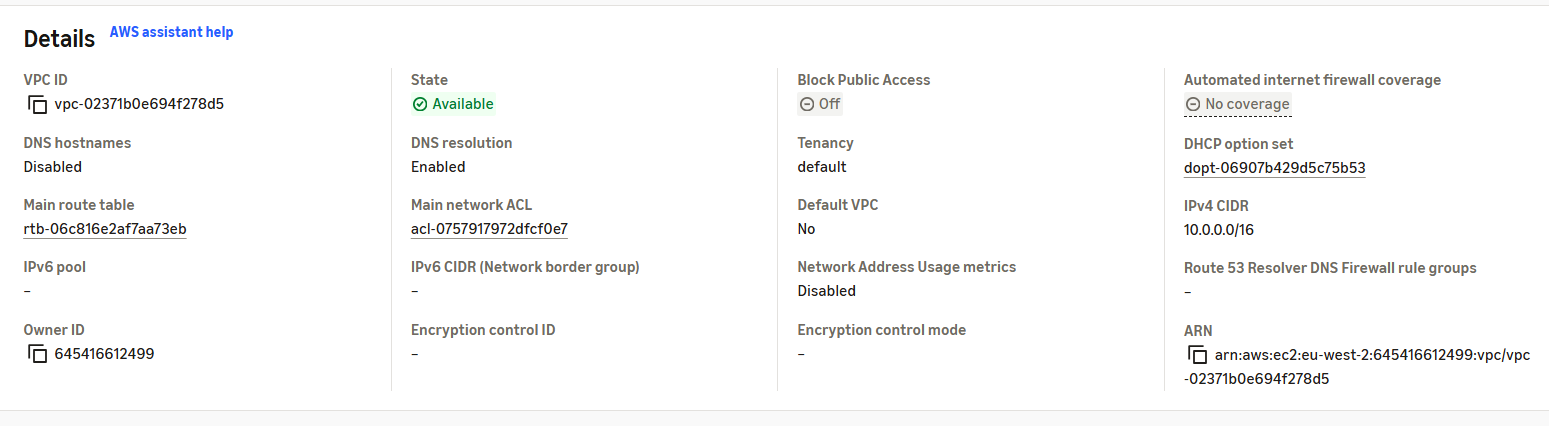 Details AWS assistant help
VPC ID
vpc-02371b0e694f278d5
State
Available
Block Public Access
Off
Automated internet firewall coverage
No coverage
DNS hostnames
Disabled
DNS resolution
Enabled
Tenancy
default
DHCP option set
dopt-06907b429d5c75b53
Main route table
rtb-06c816e2af7aa73eb
Main network ACL
acl-0757917972dfcf0e7
Default VPC
No
IPv4 CIDR
10.0.0.0/16
IPv6 pool
–
IPv6 CIDR (Network border group)
–
Network Address Usage metrics
Disabled
Route 53 Resolver DNS Firewall rule groups
–
Owner ID
645416612499
Encryption control ID
–
Encryption control mode
–
ARN
arn:aws:ec2:eu-west-2:645416612499:vpc/vpc
-02371b0e694f278d5